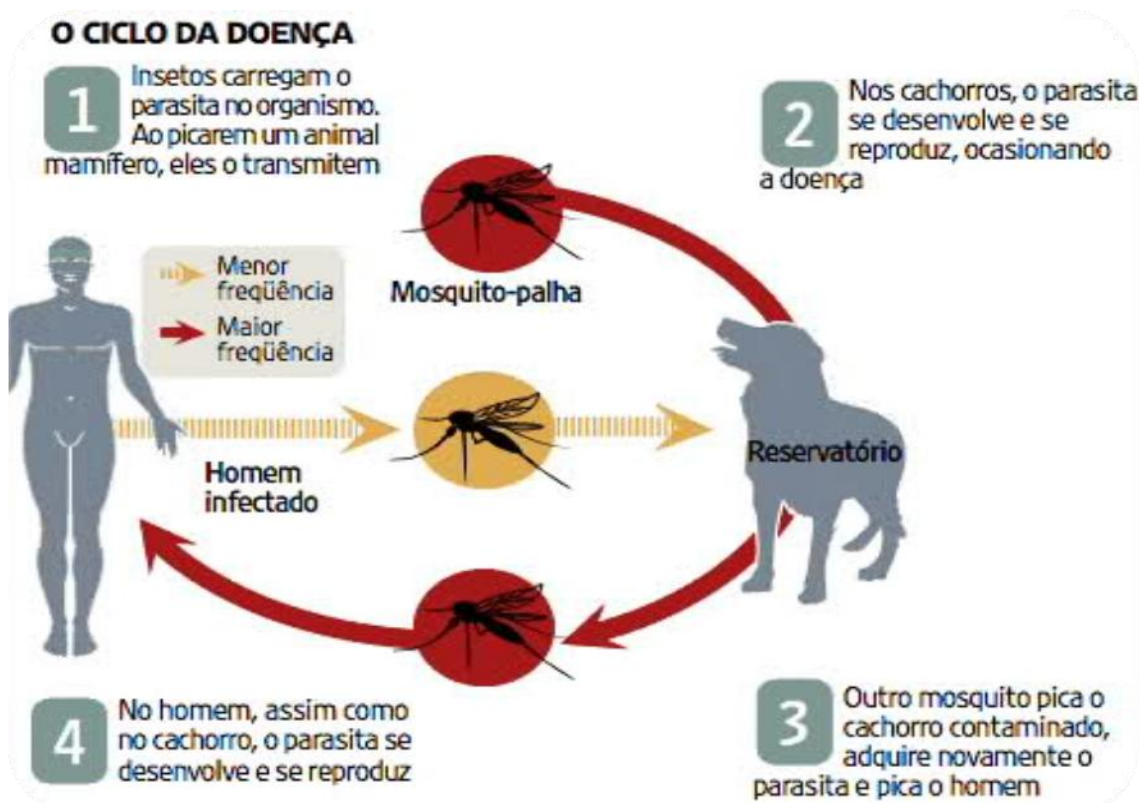 O CICLO DA DOENÇA
1
Insetos carregam o
parasita no organismo.
Ao picarem um animal
mamífero, eles o transmitem
2
Nos cachorros, o parasita
se desenvolve e se
reproduz, ocasionando
a doença
Menor
freqüência
Maior
freqüência
Mosquito-palha
Homem
infectado
Reservatório
4
No homem, assim como
no cachorro, o parasita se
desenvolve e se reproduz
3
Outro mosquito pica o
cachorro contaminado,
adquire novamente o
parasita e pica o homem